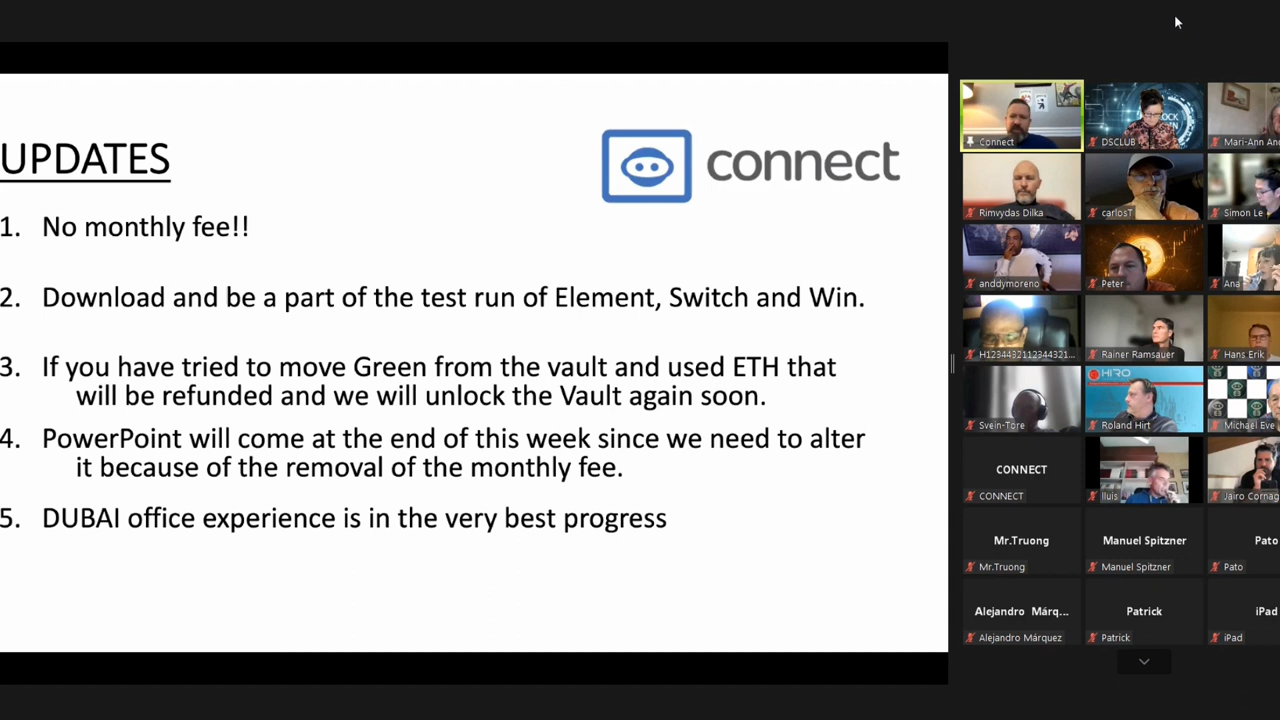 UPDATES
connect
1. No monthly fee!!
2. Download and be a part of the test run of Element, Switch and Win.
3. If you have tried to move Green from the vault and used ETH that
will be refunded and we will unlock the Vault again soon.
4. PowerPoint will come at the end of this week since we need to alter
it because of the removal of the monthly fee.
5. DUBAI office experience is in the very best progress
Connect
DSCLUB
Mari-Ann And
Rimvydas Dilka
carlosT
Simon Le
anddymoreno
Peter
Ana
H1234432112344321...
Rainer Ramsauer
Hans Erik
HIRO
Svein-Tore
Roland Hirt
Michael Eve
CONNECT
CONNECT
lluis
Jairo Cornag
Mr.Truong
Manuel Spitzner
Pato
Mr.Truong
Manuel Spitzner
Pato
Alejandro Márq...
Patrick
iPad
Alejandro Márquez
Patrick
iPad